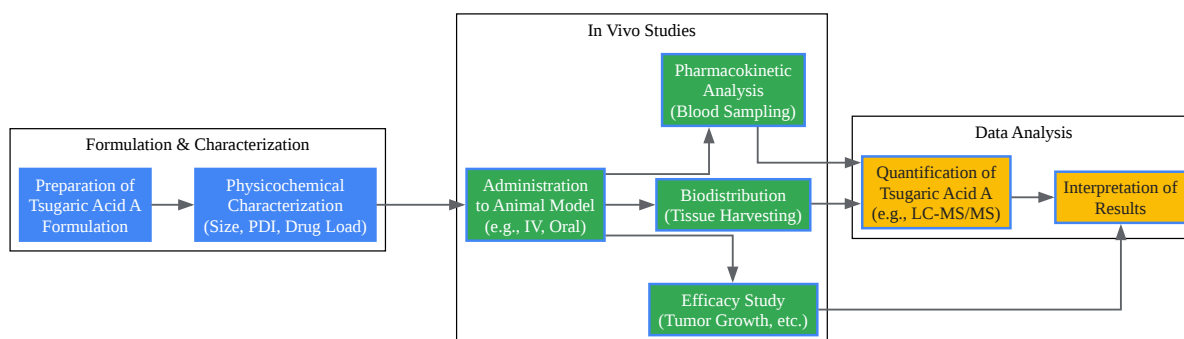 Formulation & Characterization
Preparation of
Tsugaric Acid A
Formulation
Physicochemical
Characterization
(Size, PDI, Drug Load)
In Vivo Studies
Administration
to Animal Model
(e.g., IV, Oral)
Pharmacokinetic
Analysis
(Blood Sampling)
Biodistribution
(Tissue Harvesting)
Efficacy Study
(Tumor Growth, etc.)
Data Analysis
Quantification of
Tsugaric Acid A
(e.g., LC-MS/MS)
Interpretation of
Results